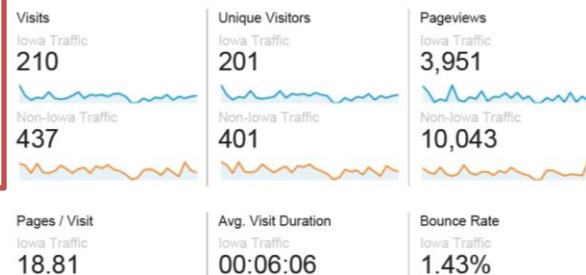 Visits
Iowa Traffic
210
Non-Iowa Traffic
437
Unique Visitors
Iowa Traffic
201
Non-Iowa Traffic
401
Pageviews
Iowa Traffic
3,951
Non-Iowa Traffic
10,043
Pages / Visit
Iowa Traffic
18.81
Avg. Visit Duration
Iowa Traffic
00:06:06
Bounce Rate
Iowa Traffic
1.43%